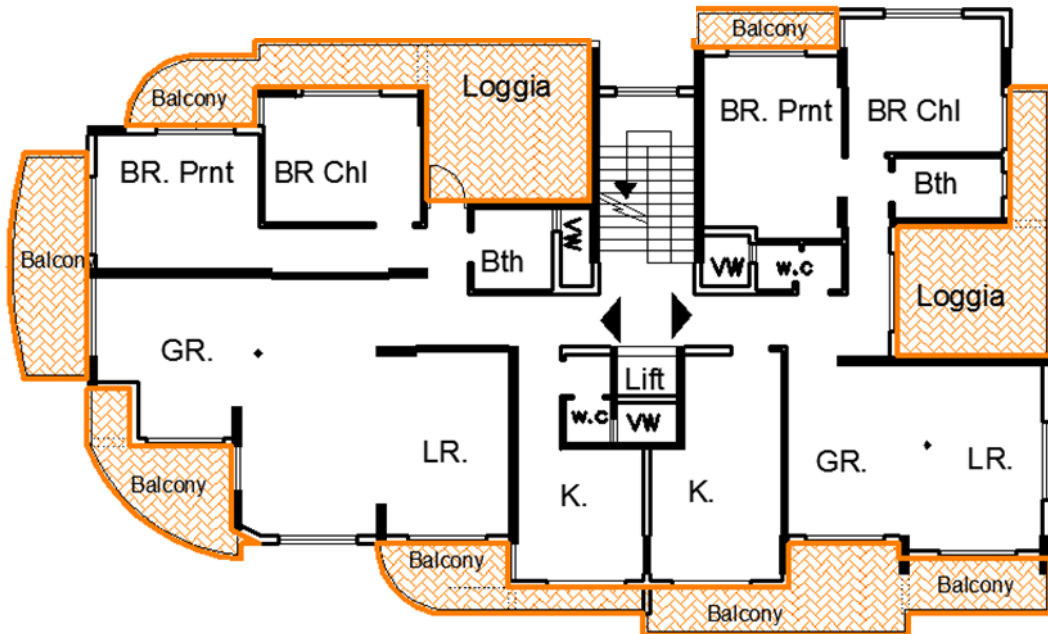 Balcony
Balcony
Loggia
BR. Prnt
BR Chl
BR. Prnt
BR Chl
Bth
VW
Bth
VW
w.c
Balcon
Loggia
GR.
Lift
w.c
VW
LR.
GR.
LR.
Balcony
K.
K.
Balcony
Balcony
Balcony